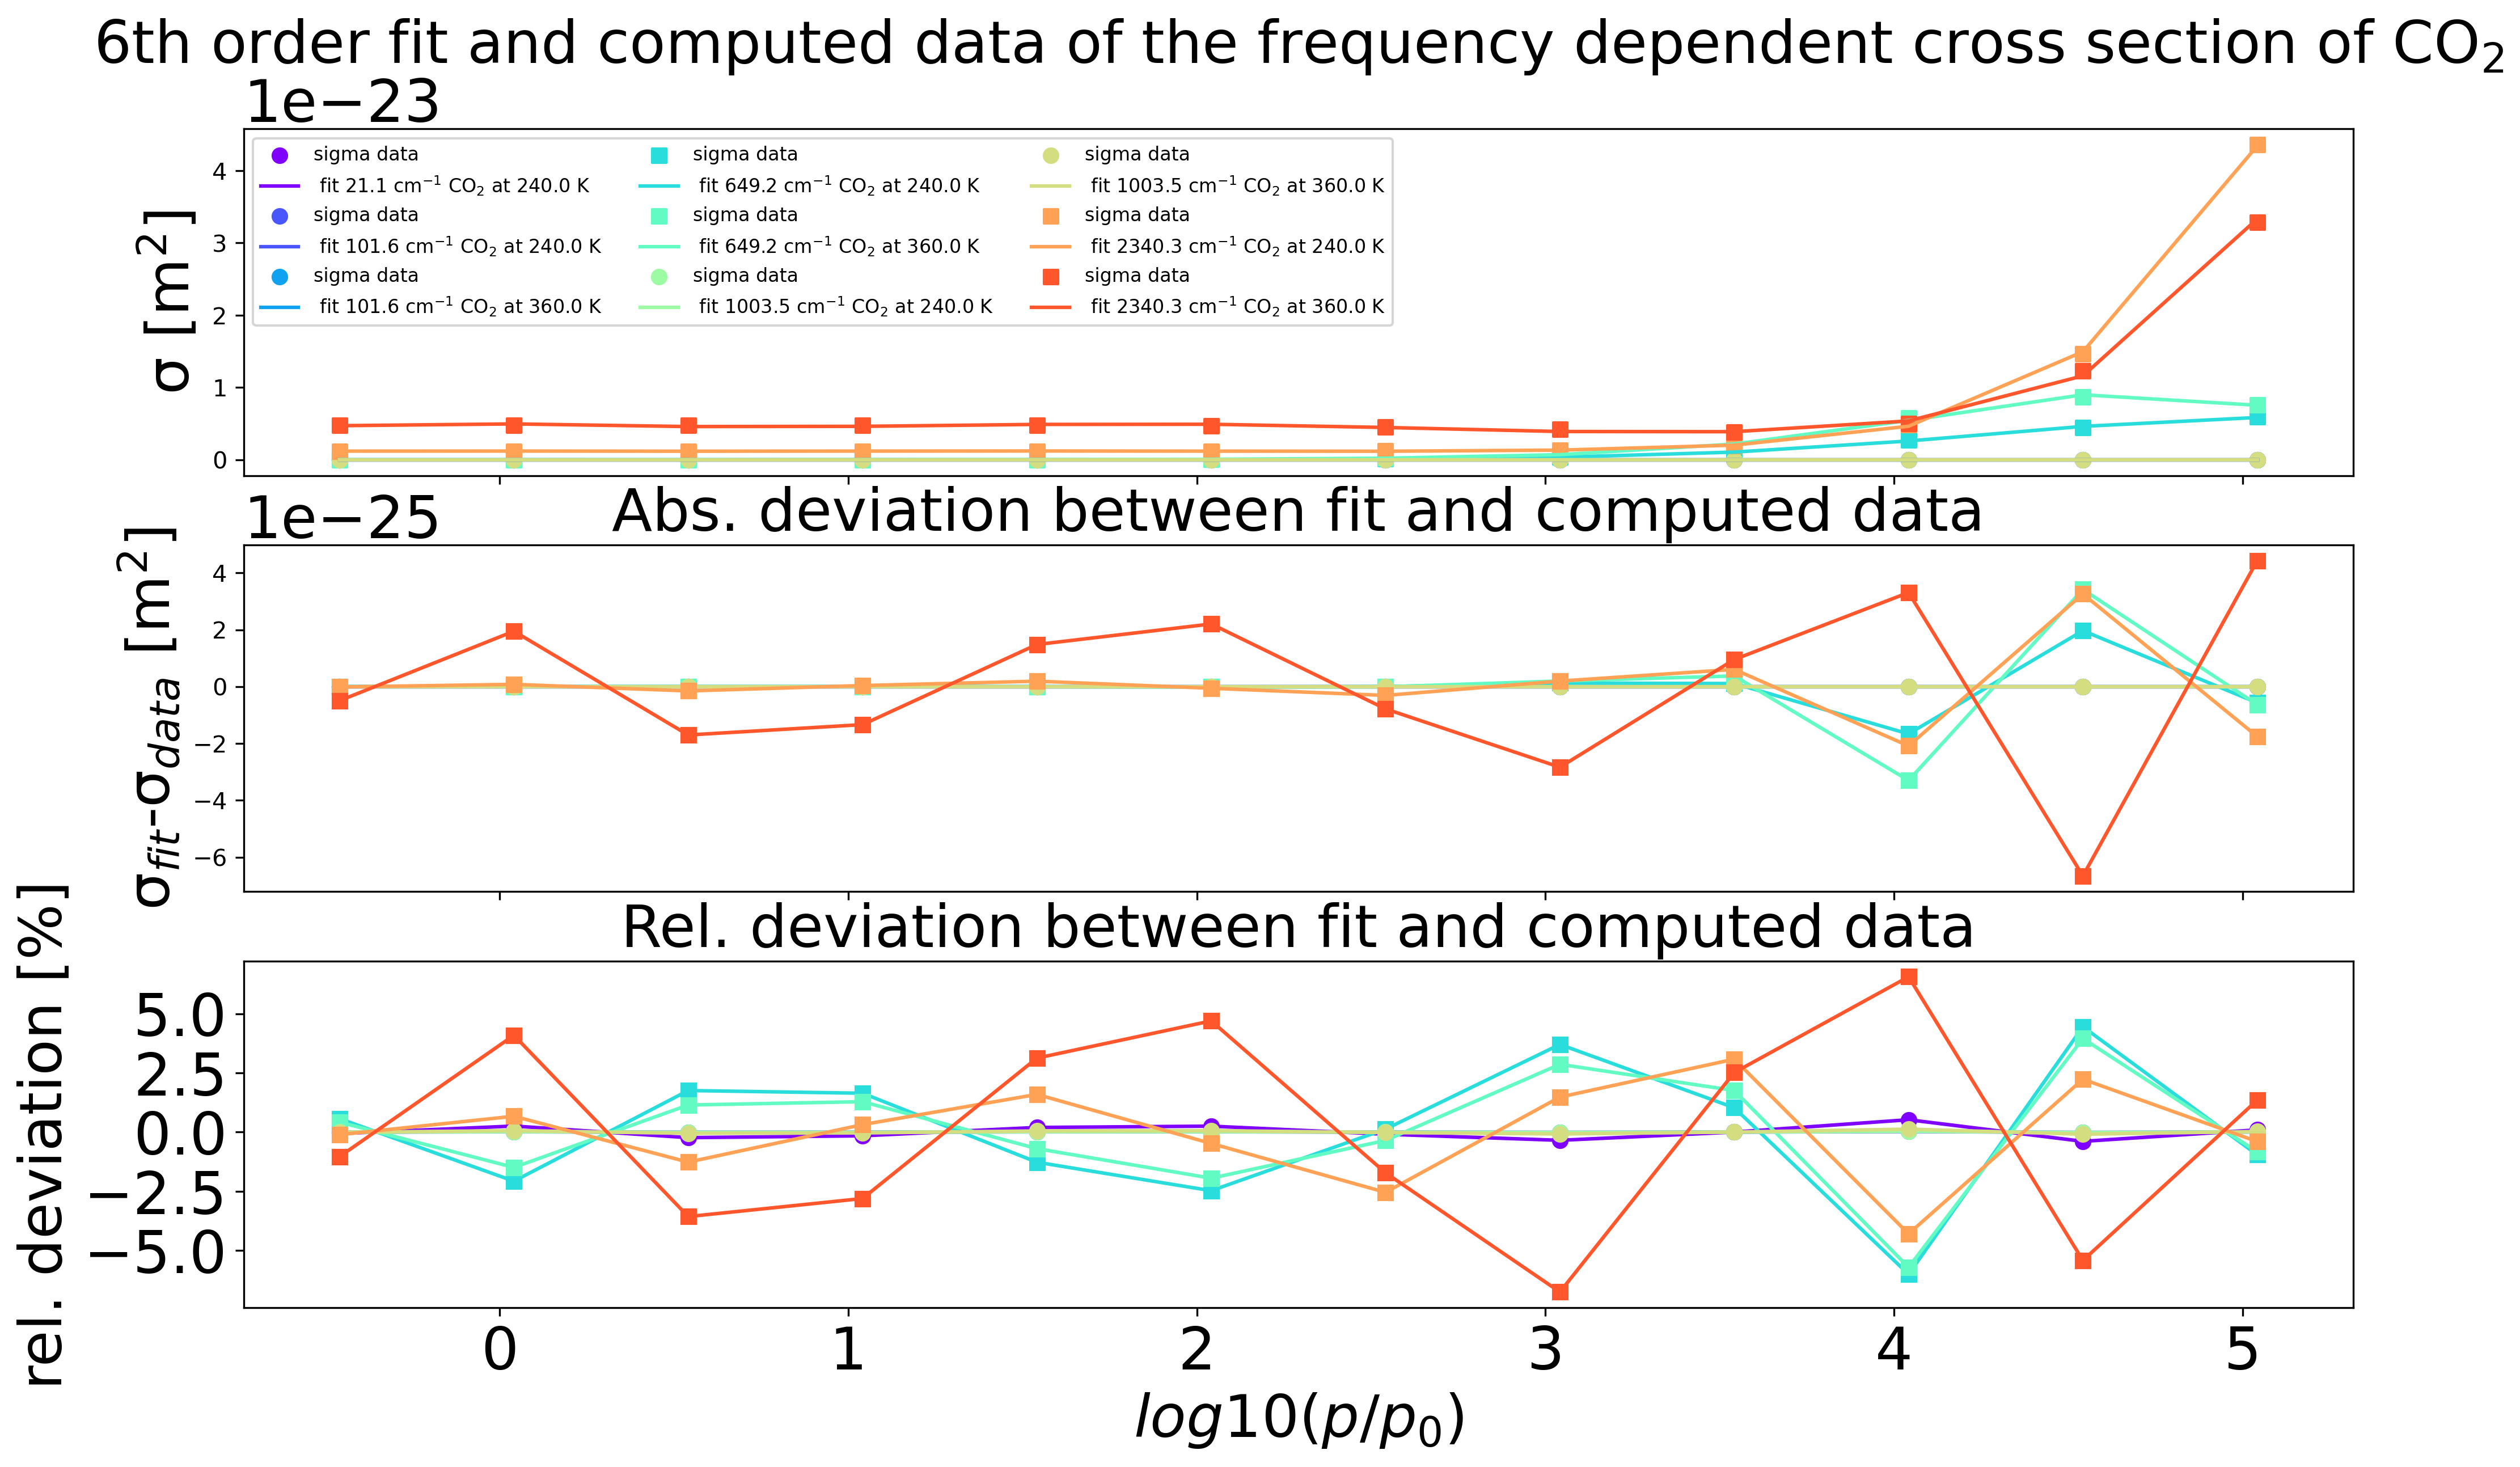 6th order fit and computed data of the frequency dependent cross section of CO₂
1e−23
σ [m²]
4
3
2
1
0
sigma data
fit 21.1 cm⁻¹ CO₂ at 240.0 K
sigma data
fit 101.6 cm⁻¹ CO₂ at 240.0 K
sigma data
fit 101.6 cm⁻¹ CO₂ at 360.0 K
sigma data
fit 649.2 cm⁻¹ CO₂ at 240.0 K
sigma data
fit 649.2 cm⁻¹ CO₂ at 360.0 K
sigma data
fit 1003.5 cm⁻¹ CO₂ at 240.0 K
sigma data
fit 1003.5 cm⁻¹ CO₂ at 360.0 K
sigma data
fit 2340.3 cm⁻¹ CO₂ at 240.0 K
sigma data
fit 2340.3 cm⁻¹ CO₂ at 360.0 K
Abs. deviation between fit and computed data
1e−25
σ_fit-σ_data [m²]
4
2
0
−2
−4
−6
Rel. deviation between fit and computed data
rel. deviation [%]
5.0
2.5
0.0
−2.5
−5.0
0 1 2 3 4 5
log10(p/p₀)